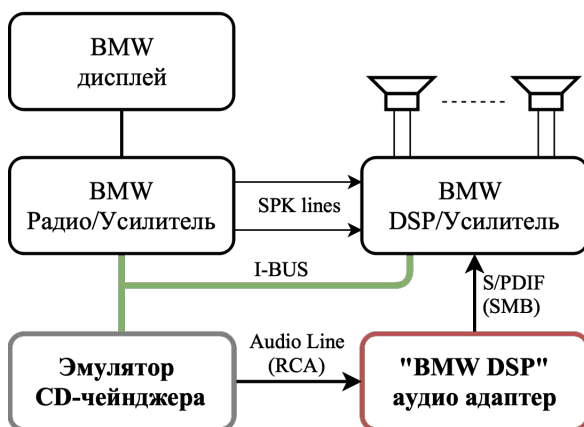 BMW
дисплей
BMW
Радио/Усилитель
SPK lines
BMW
DSP/Усилитель
I-BUS
S/PDIF
(SMB)
Эмулятор
CD-чейнджера
Audio Line
(RCA)
"BMW DSP"
аудио адаптер